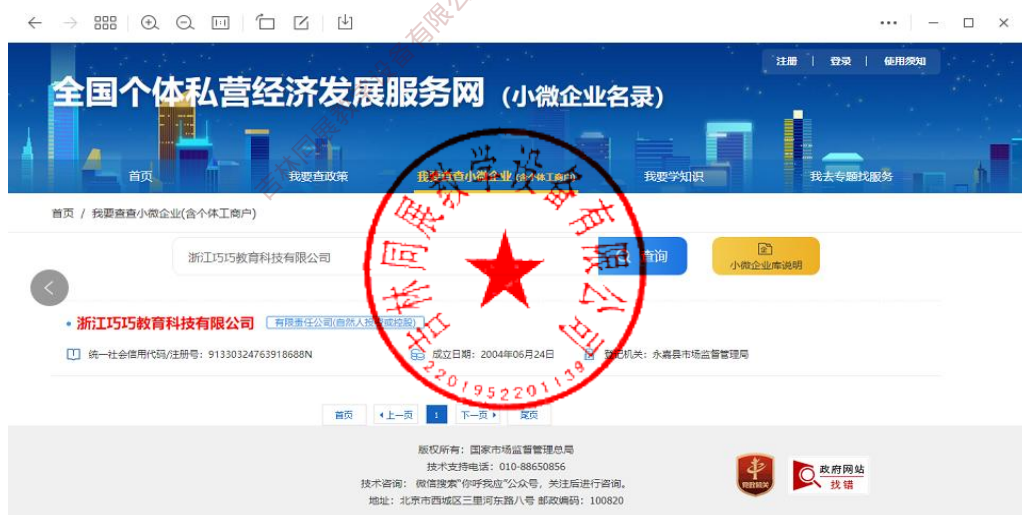 注册 | 登录 | 使用须知
全国个体私营经济发展服务网 (小微企业名录)
首页 我要查政策 我要查查小微企业(含个体工商户) 我要学知识 我去专题找服务
首页 / 我要查查小微企业(含个体工商户)
浙江巧巧教育科技有限公司 查询 小微企业库说明
• 浙江巧巧教育科技有限公司 有限责任公司(自然人投资或控股)
统一社会信用代码/注册号: 91330324763918688N 成立日期: 2004年06月24日 登记机关: 永嘉县市场监督管理局
吉林同展教学设备有限公司
2201952201139
首页 上一页 1 下一页 尾页
版权所有: 国家市场监督管理总局
技术支持电话: 010-88650856
技术咨询: 微信搜索"你呼我应"公众号, 关注后进行咨询。
地址: 北京市西城区三里河东路八号 邮政编码: 100820
党政机关
政府网站
找错